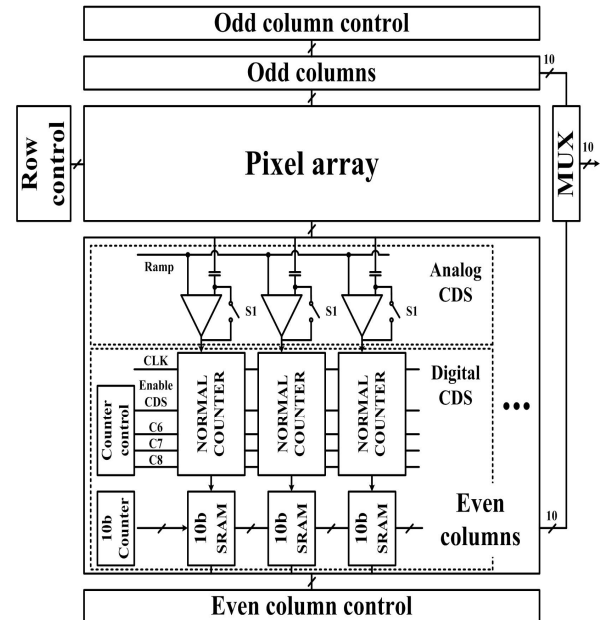 Odd column control
Odd columns
10
Row
control
Pixel array
MUX
10
Ramp
S1
S1
S1
Analog
CDS
CLK
Enable
CDS
C6
C7
C8
Counter
control
NORMAL
COUNTER
NORMAL
COUNTER
NORMAL
COUNTER
Digital
CDS
10b
Counter
10b
SRAM
10b
SRAM
10b
SRAM
Even
columns
10
Even column control